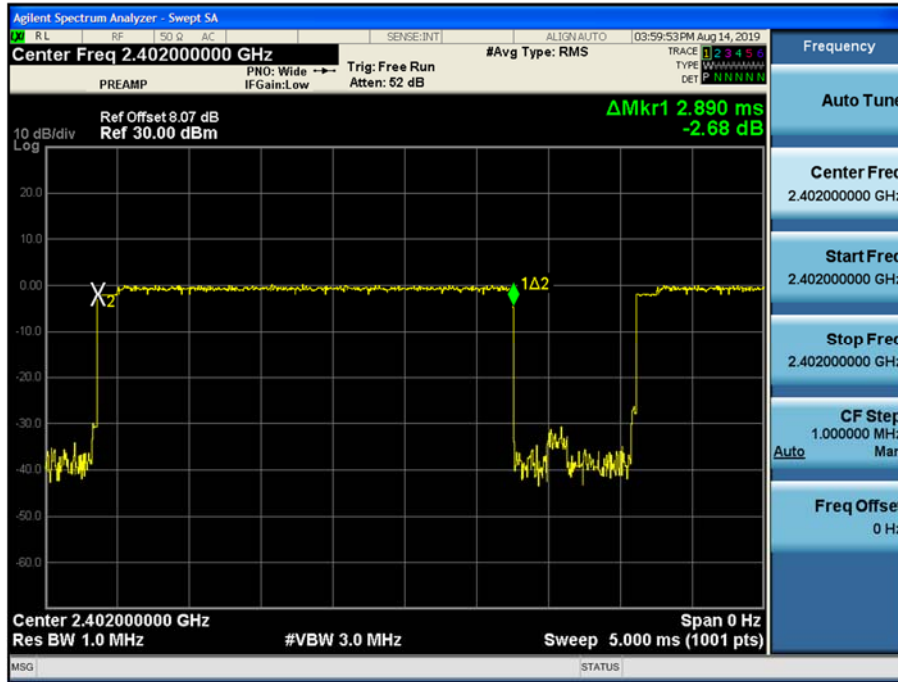 Agilent Spectrum Analyzer - Swept SA
LXI RL RF 50 Ω AC SENSE:INT ALIGNAUTO 03:59:53PM Aug 14, 2019
Center Freq 2.402000000 GHz
#Avg Type: RMS
TRACE 1 2 3 4 5 6
TYPE WWWWWW
DET P N N N N N
PREAMP
PNO: Wide
IFGain:Low
Trig: Free Run
Atten: 52 dB
ΔMkr1 2.890 ms
-2.68 dB
Ref Offset 8.07 dB
Ref 30.00 dBm
10 dB/div
Log
20.0
10.0
0.00
-10.0
-20.0
-30.0
-40.0
-50.0
-60.0
X2
1Δ2
Center 2.402000000 GHz
Span 0 Hz
Res BW 1.0 MHz
#VBW 3.0 MHz
Sweep 5.000 ms (1001 pts)
MSG
STATUS
Frequency
Auto Tune
Center Freq
2.402000000 GHz
Start Freq
2.402000000 GHz
Stop Freq
2.402000000 GHz
CF Step
1.000000 MHz
Auto Man
Freq Offset
0 Hz